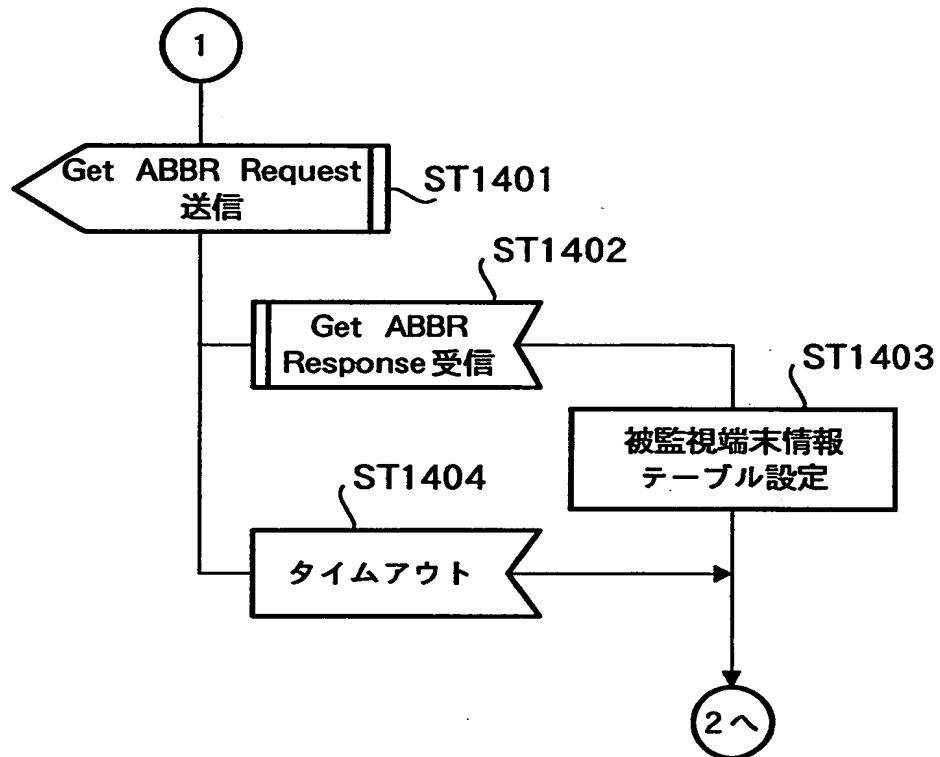 1
Get ABBR Request
送信
ST1401
ST1402
Get ABBR
Response受信
ST1403
被監視端末情報
テーブル設定
ST1404
タイムアウト
2へ